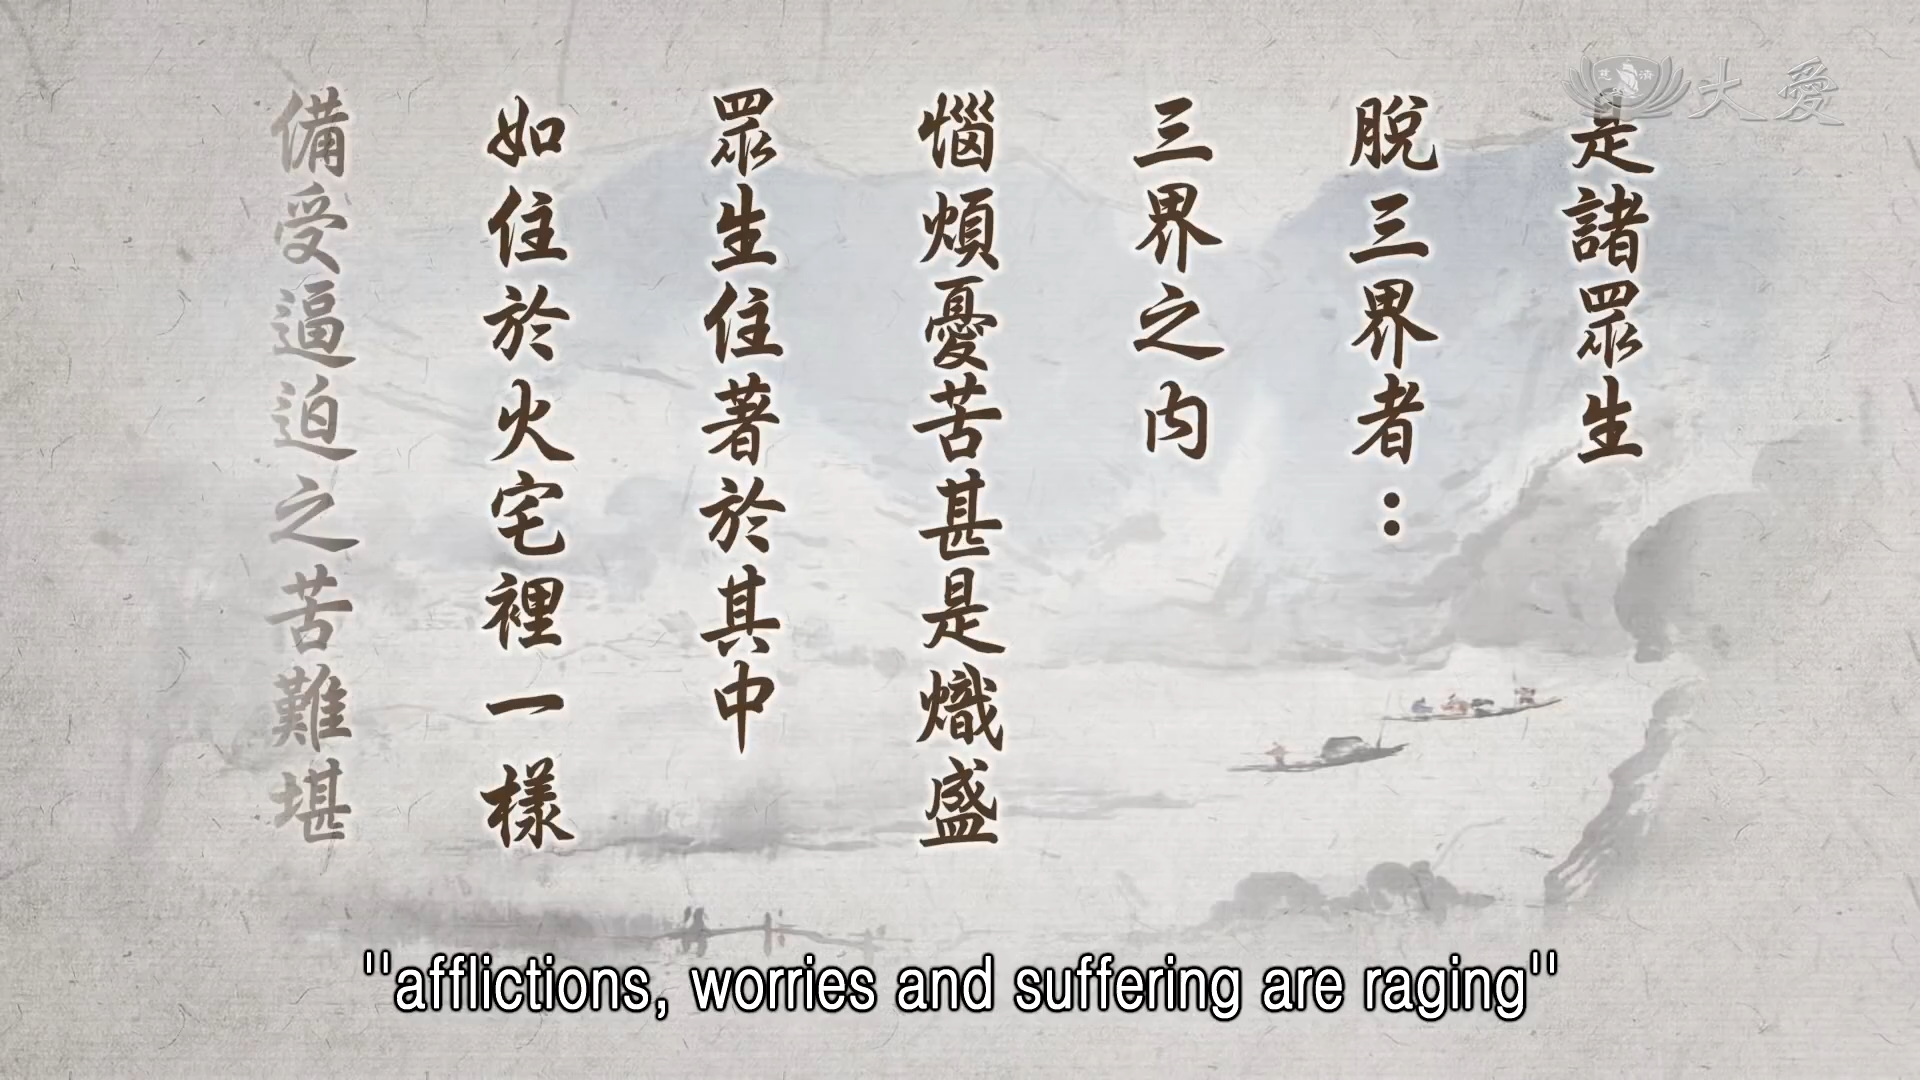 大愛
慈濟
是諸眾生
脫三界者：
三界之內
惱煩憂苦甚是熾盛
眾生住著於其中
如住於火宅裡一樣
備受逼迫之苦難堪
"afflictions, worries and suffering are raging"